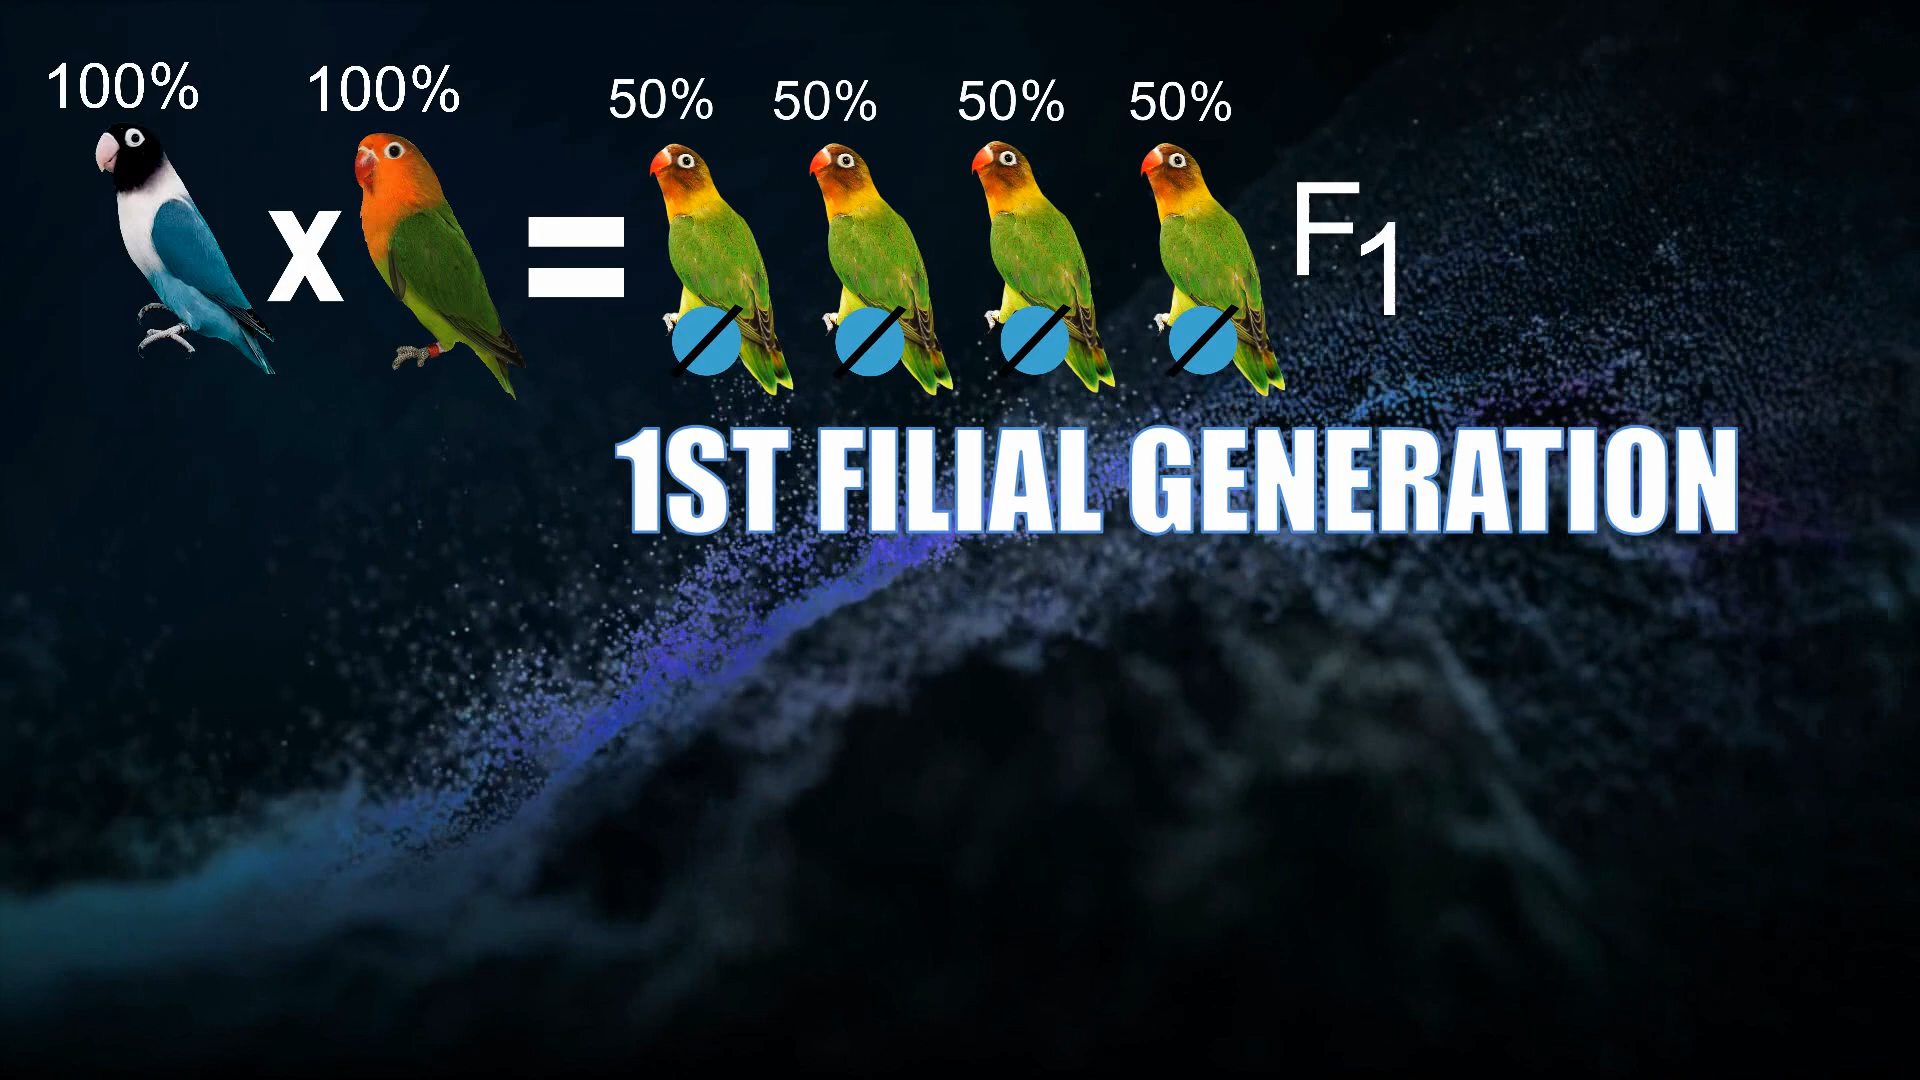 100% 100% 50% 50% 50% 50%
x = F1
1ST FILIAL GENERATION